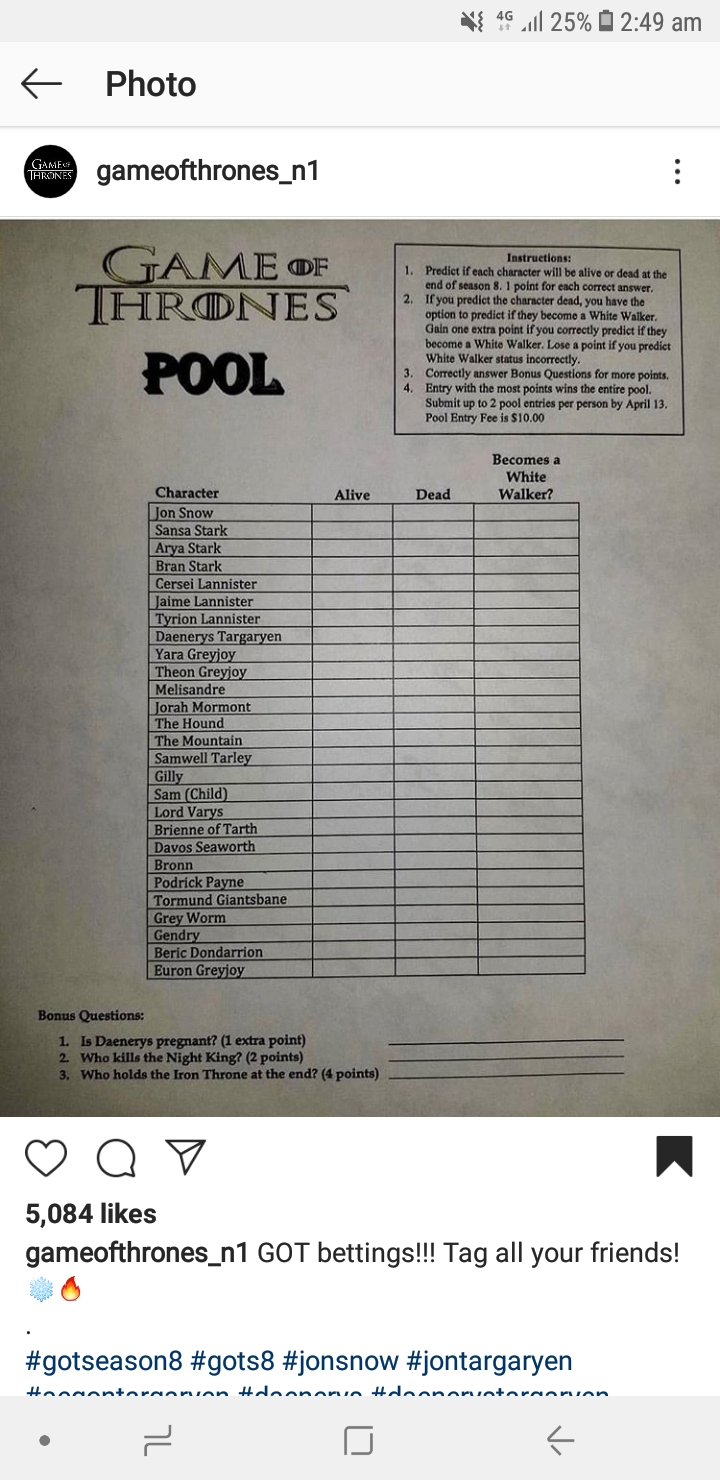 4G 25% 2:49 am
Photo
GAME OF
THRONES
gameofthrones_n1
GAME OF
THRONES
POOL
Instructions:
1. Predict if each character will be alive or dead at the
end of season 8. 1 point for each correct answer.
2. If you predict the character dead, you have the
option to predict if they become a White Walker.
Gain one extra point if you correctly predict if they
become a White Walker. Lose a point if you predict
White Walker status incorrectly.
3. Correctly answer Bonus Questions for more points.
4. Entry with the most points wins the entire pool.
Submit up to 2 pool entries per person by April 13.
Pool Entry Fee is $10.00
Becomes a
White
Character Alive Dead Walker?
Jon Snow
Sansa Stark
Arya Stark
Bran Stark
Cersei Lannister
Jaime Lannister
Tyrion Lannister
Daenerys Targaryen
Yara Greyjoy
Theon Greyjoy
Melisandre
Jorah Mormont
The Hound
The Mountain
Samwell Tarley
Gilly
Sam (Child)
Lord Varys
Brienne of Tarth
Davos Seaworth
Bronn
Podrick Payne
Tormund Giantsbane
Grey Worm
Gendry
Beric Dondarrion
Euron Greyjoy
Bonus Questions:
1. Is Daenerys pregnant? (1 extra point)
2. Who kills the Night King? (2 points)
3. Who holds the Iron Throne at the end? (4 points)
5,084 likes
gameofthrones_n1 GOT bettings!!! Tag all your friends!
❄️🔥
.
#gotseason8 #gots8 #jonsnow #jontargaryen
#aegontargaryen #daenerys #daenerystargaryen